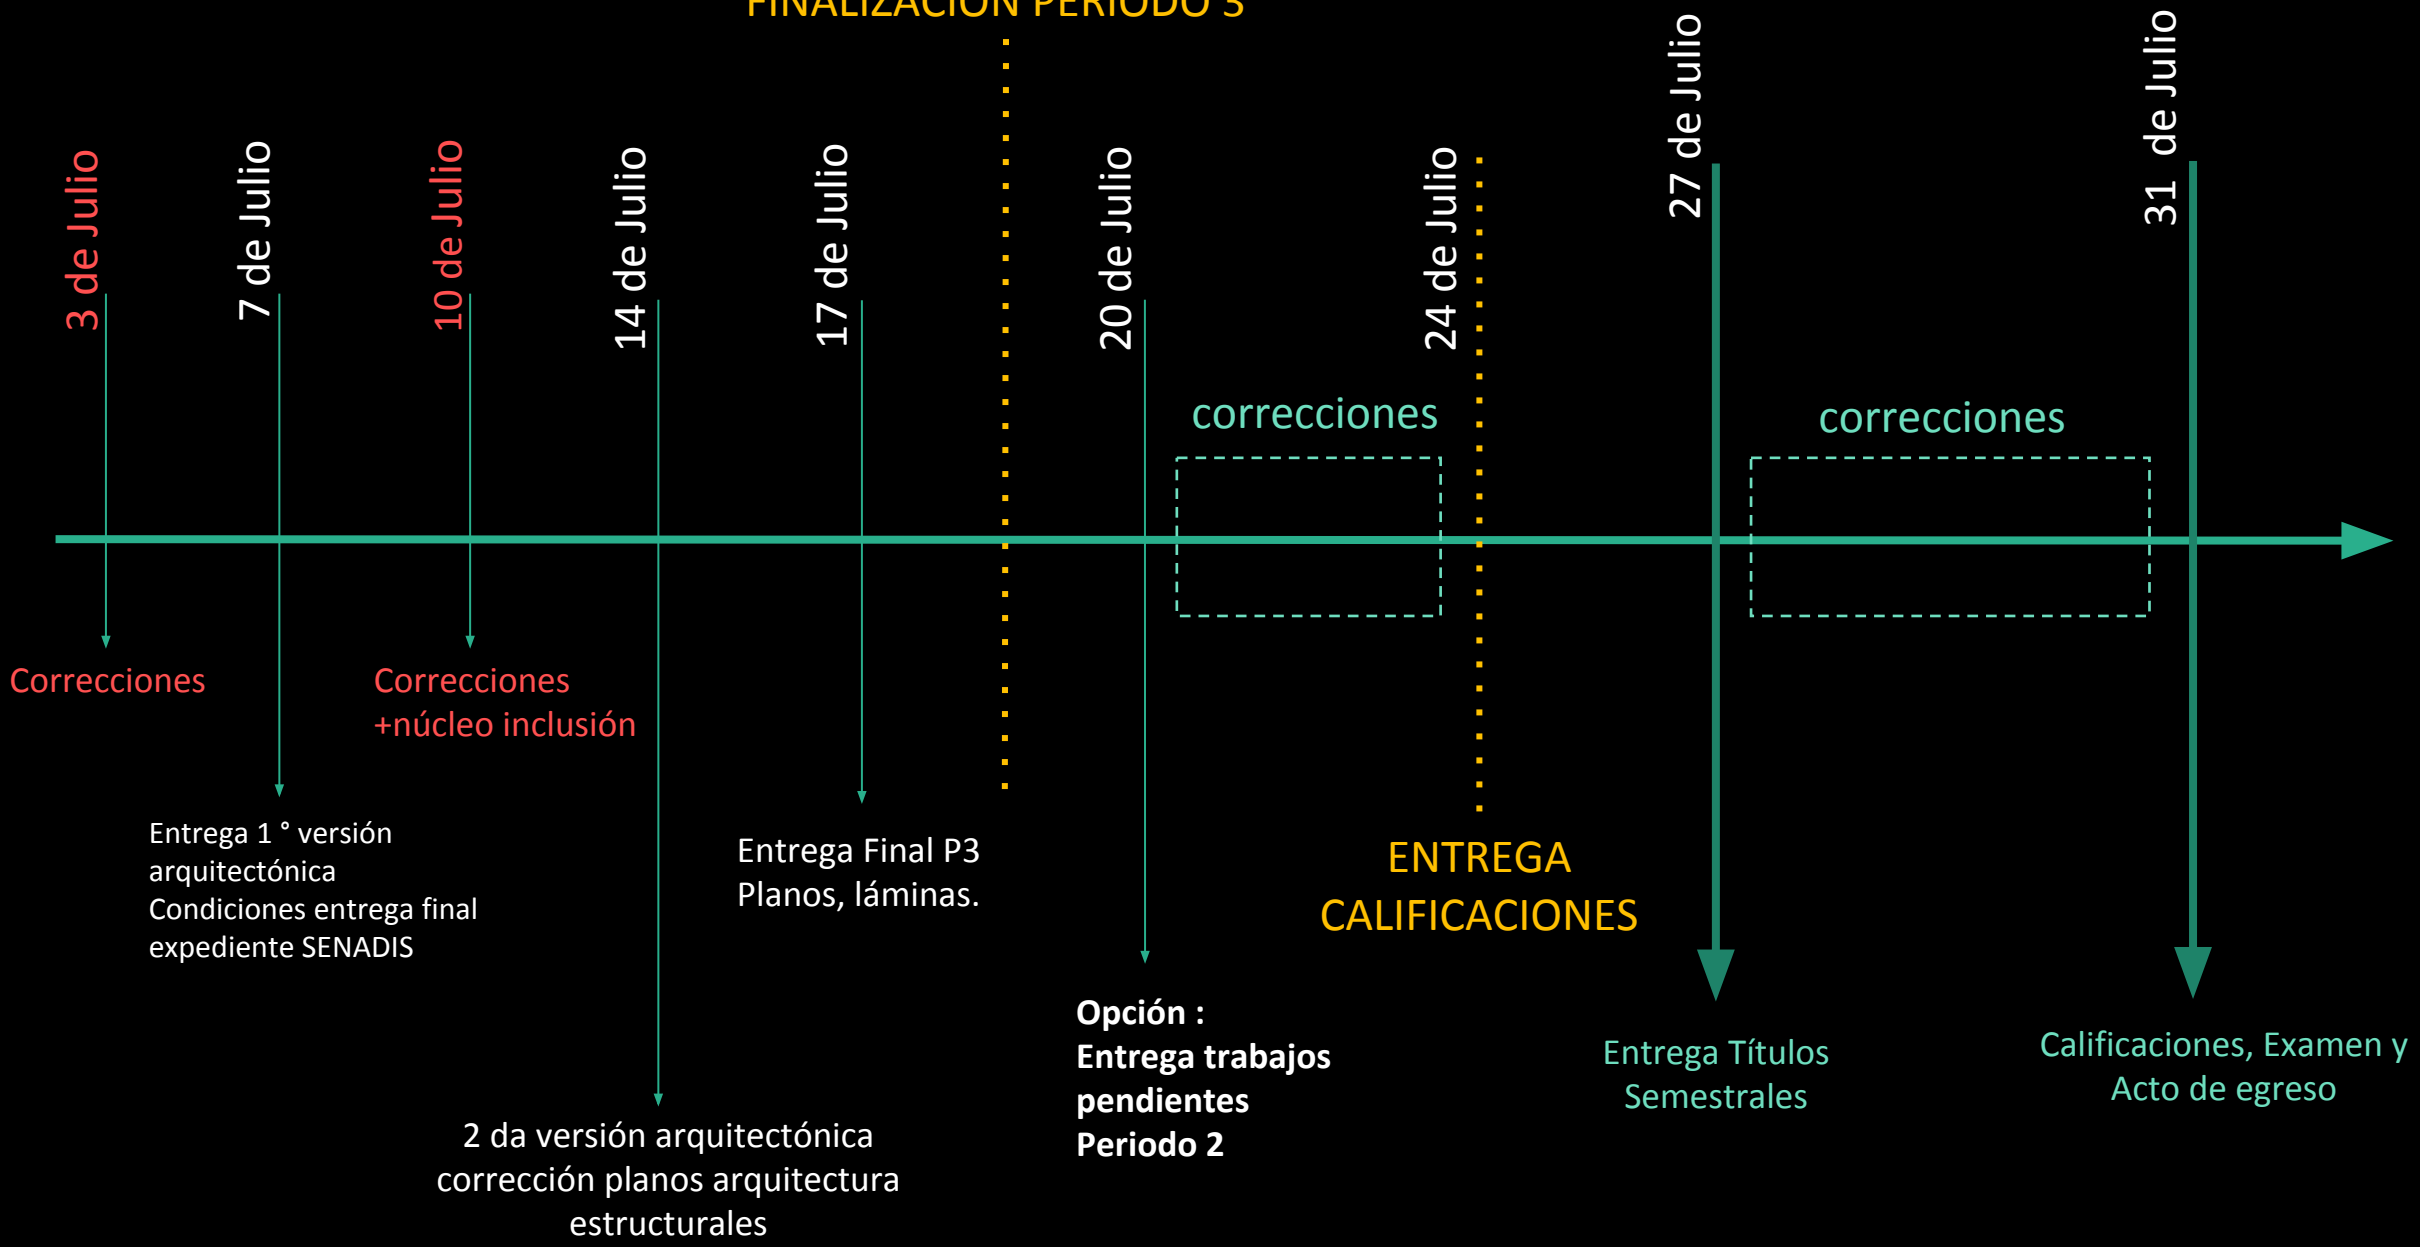 FINALIZACIÓN PERIODO 3
3 de Julio
7 de Julio
10 de Julio
14 de Julio
17 de Julio
20 de Julio
24 de Julio
27 de Julio
31 de Julio
correcciones
correcciones
Correcciones
Correcciones
+núcleo inclusión
Entrega 1 ° versión
arquitectónica
Condiciones entrega final
expediente SENADIS
Entrega Final P3
Planos, láminas.
ENTREGA
CALIFICACIONES
Opción :
Entrega trabajos
pendientes
Periodo 2
Entrega Títulos
Semestrales
Calificaciones, Examen y
Acto de egreso
2 da versión arquitectónica
corrección planos arquitectura
estructurales